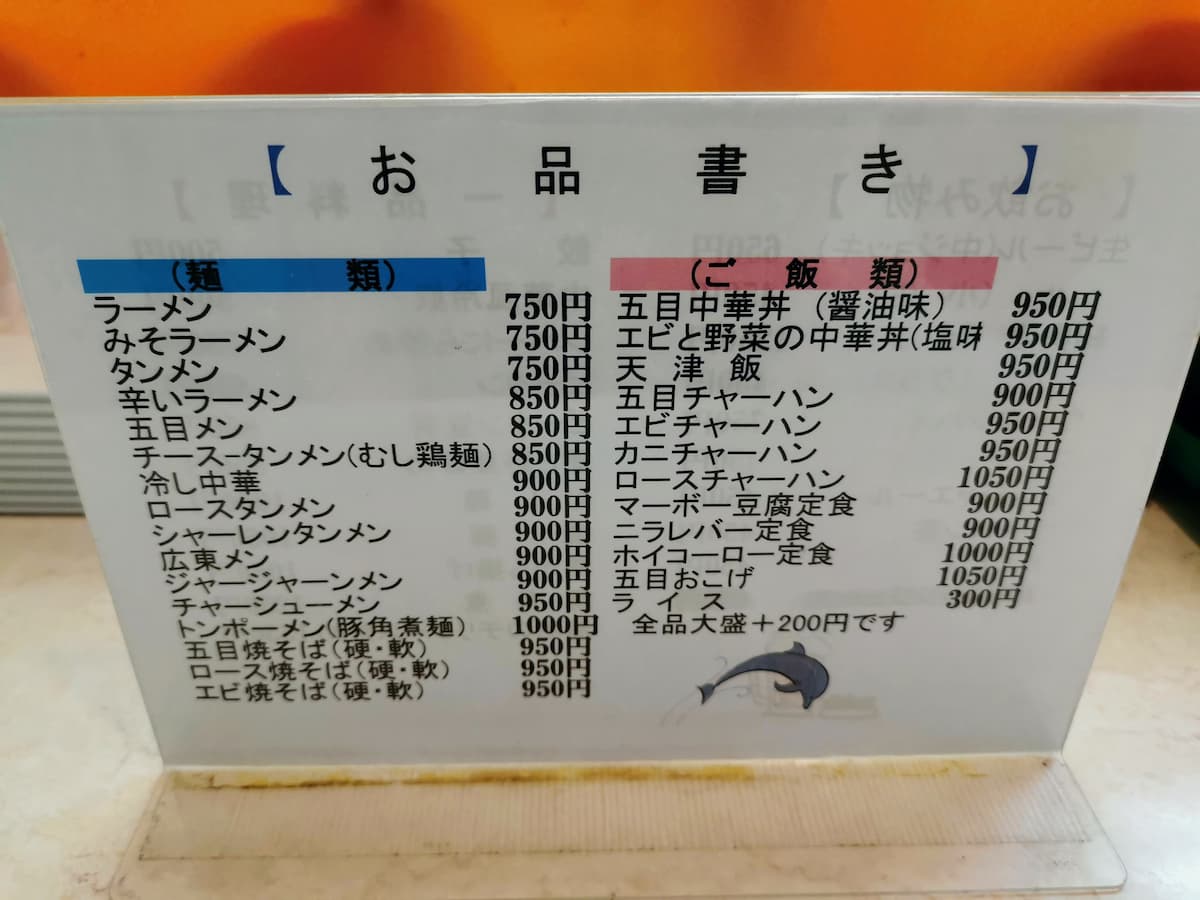 【お品書き】
(麺類)
ラーメン 750円
みそラーメン 750円
タンメン 750円
辛いラーメン 850円
五目メン 850円
チースータンメン(むし鶏麺) 850円
冷し中華 900円
ロースタンメン 900円
シャーレンタンメン 900円
広東メン 900円
ジャージャーンメン 900円
チャーシューメン 950円
トンポーメン(豚角煮麺) 1000円
五目焼そば(硬・軟) 950円
ロース焼そば(硬・軟) 950円
エビ焼そば(硬・軟) 950円
(ご飯類)
五目中華丼(醤油味) 950円
エビと野菜の中華丼(塩味 950円
天津飯 950円
五目チャーハン 900円
エビチャーハン 950円
カニチャーハン 950円
ロースチャーハン 1050円
マーボー豆腐定食 900円
ニラレバー定食 900円
ホイコーロー定食 1000円
五目おこげ 1050円
ライス 300円
全品大盛+200円です